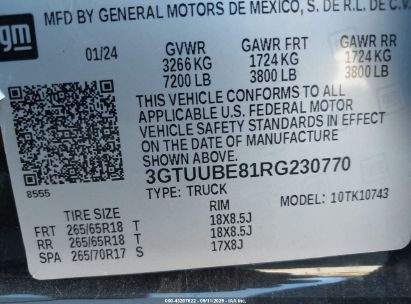 MFD BY GENERAL MOTORS DE MEXICO, S. DE R.L. DE C.V.
gm
01/24 GVWR GAWR FRT GAWR RR
3266 KG 1724 KG 1724 KG
7200 LB 3800 LB 3800 LB
THIS VEHICLE CONFORMS TO ALL
APPLICABLE U.S. FEDERAL MOTOR
VEHICLE SAFETY STANDARDS IN EFFECT
ON THE DATE OF MANUFACTURE
SHOWN ABOVE.
8555
3GTUUBE81RG230770
TYPE: TRUCK 10TK10743
TIRE SIZE RIM
FRT 265/65R18 T 18X8.5J
RR 265/65R18 T 18X8.5J
SPA 265/70R17 S 17X8J